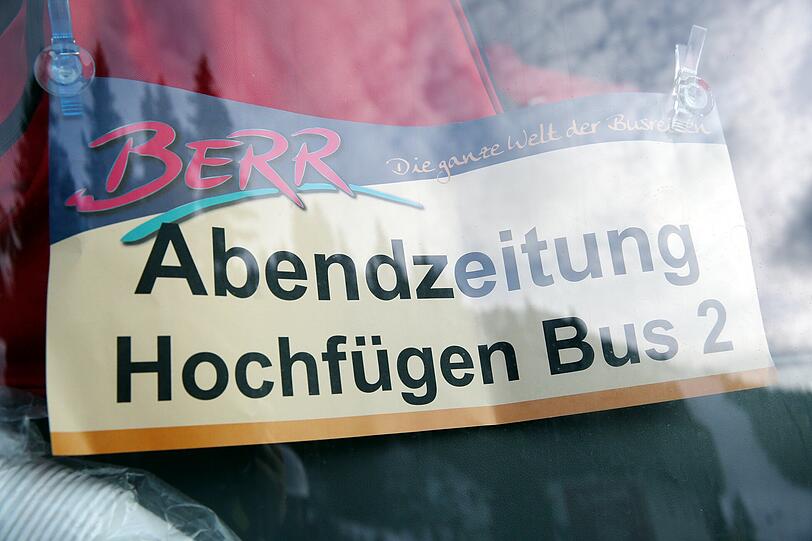 BERR
Die ganze Welt der Busreisen
Abendzeitung
Hochfügen Bus 2